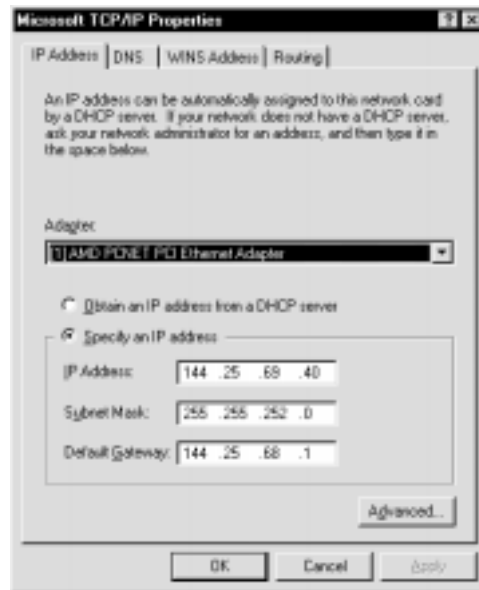 Microsoft TCP/IP Properties
IP Address DNS WINS Address Routing
An IP address can be automatically assigned to this network card
by a DHCP server. If your network does not have a DHCP server,
ask your network administrator for an address, and then type it in
the space below.
Adapter:
[1] AMD PCNET PCI Ethernet Adapter
Obtain an IP address from a DHCP server
Specify an IP address
IP Address: 144 .25 .69 .40
Subnet Mask: 255 .255 .252 .0
Default Gateway: 144 .25 .68 .1
Advanced...
OK Cancel Apply